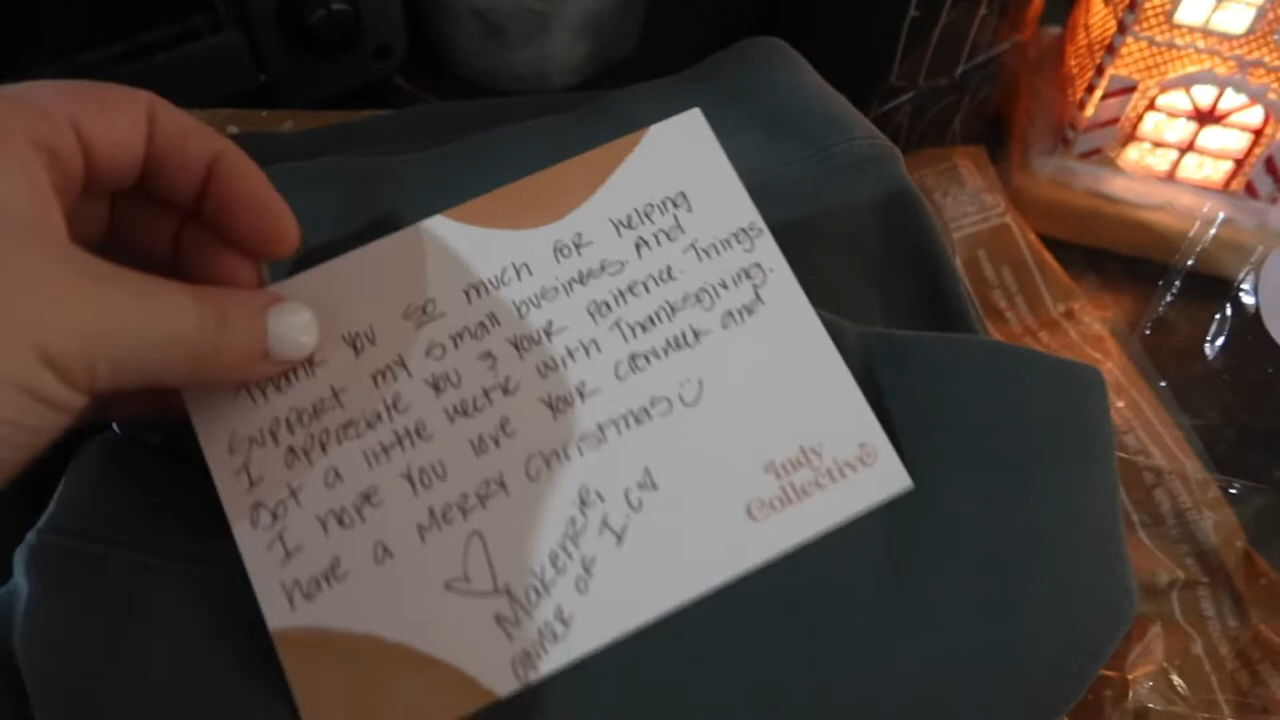 Thank you so much for helping
support my small business. And
I appreciate you & your patience. Things
got a little hectic with Thanksgiving.
I hope you love your crewneck and
have a Merry Christmas
Makenzie,
owner of I.C
Indy
Collective